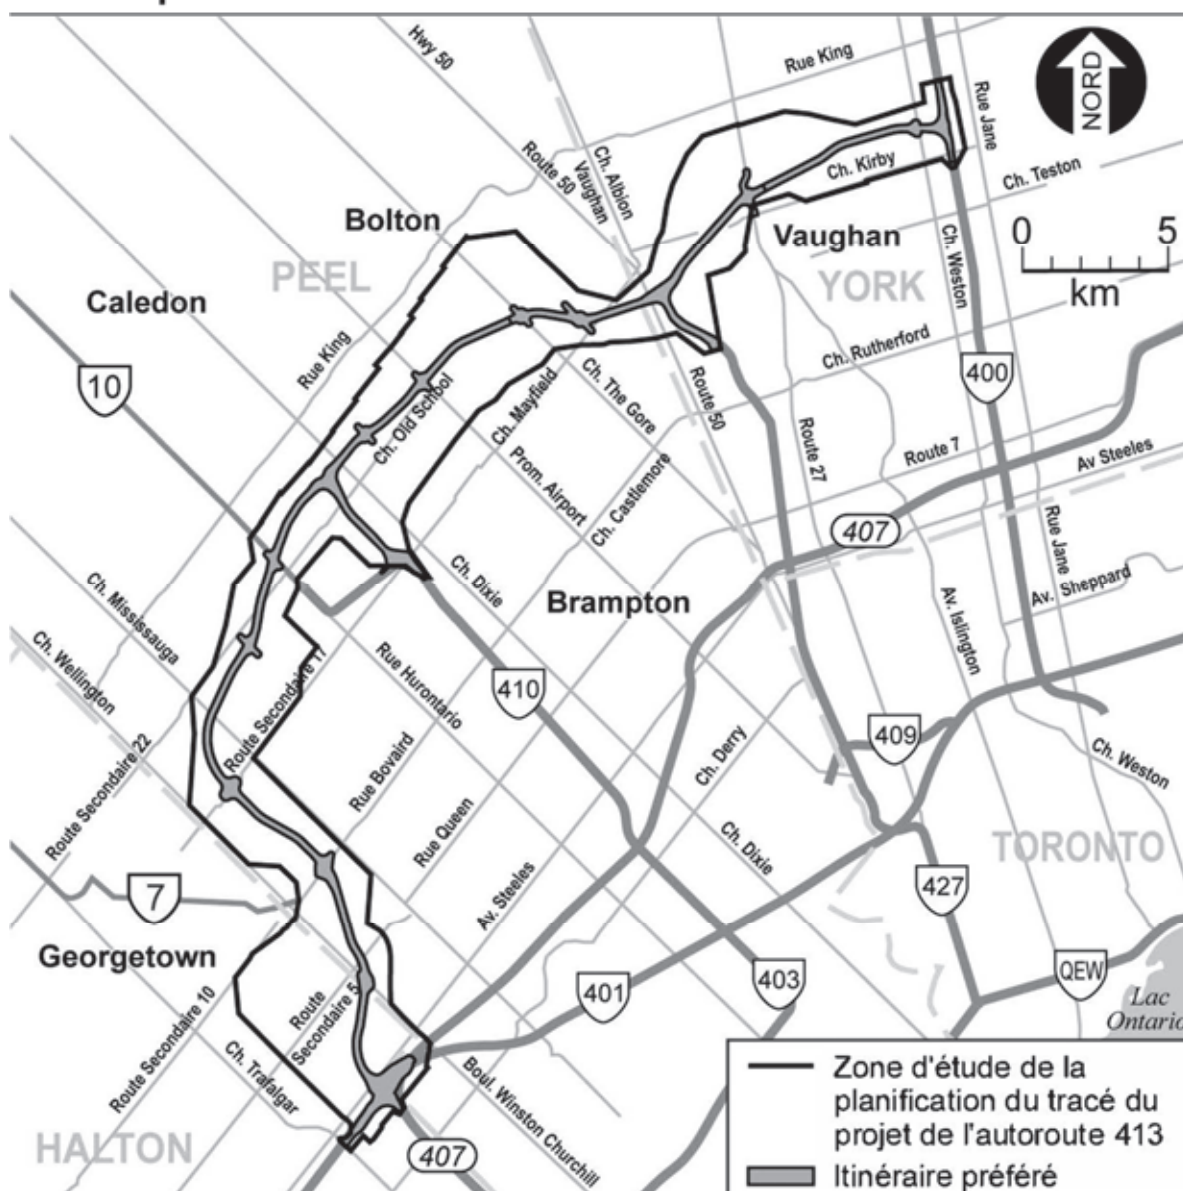 Hwy 50
Rue King
NORD
Rue Jane
Route 50
Ch. Albion
Vaughan
Ch. Kirby
Ch. Teston
Bolton
Vaughan
0 5
km
PEEL
YORK
Ch. Weston
Caledon
Rue King
Ch. Rutherford
10
400
Ch. Old School
Ch. Mayfield
Ch. The Gore
Route 50
Route 27
Route 7
Av Steeles
Prom. Airport
Ch. Castlemore
407
Rue Jane
Ch. Mississauga
Ch. Dixie
Brampton
Av. Islington
Av. Sheppard
Ch. Wellington
Route Secondaire 17
Rue Hurontario
410
409
Route Secondaire 22
Rue Bovaird
Ch. Derry
Ch. Weston
Rue Queen
Ch. Dixie
TORONTO
7
Av. Steeles
427
Georgetown
401
403
QEW
Lac
Ontario
Route Secondaire 10
Route
Secondaire 5
Ch. Trafalgar
Boul. Winston Churchill
HALTON
407
Zone d'étude de la
planification du tracé du
projet de l'autoroute 413
Itinéraire préféré